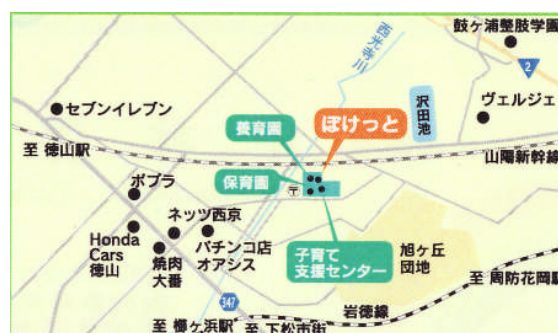 鼓ヶ浦整肢学園
2
西光寺川
沢田池
ヴェルジェ
セブンイレブン
養育園
ぽけっと
至 徳山駅
山陽新幹線
ポプラ
保育園
〒
ネッツ西京
Honda
Cars
徳山
焼肉
大番
パチンコ店
オアシス
子育て
支援センター
旭ヶ丘
団地
至 周防花岡駅
347
岩徳線
至 櫛ヶ浜駅
至 下松市街